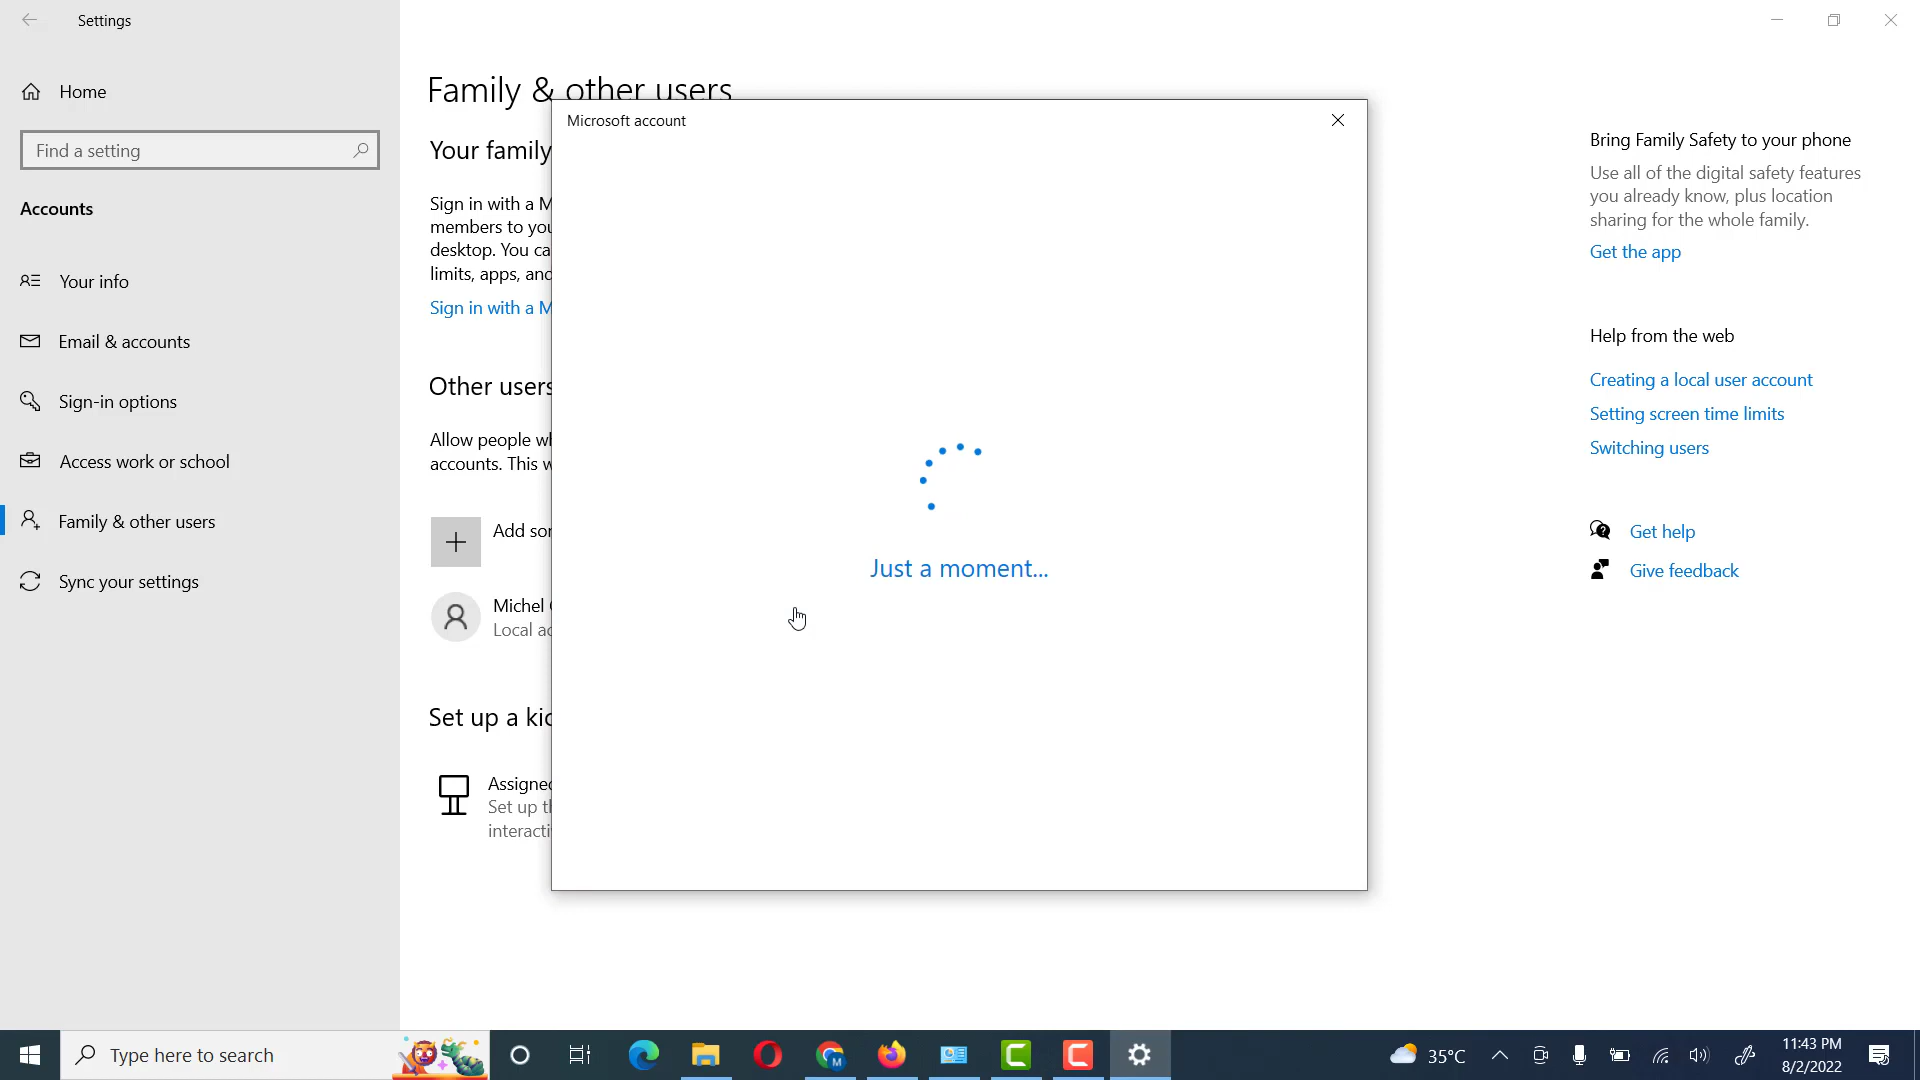 Settings
Home
Find a setting
Accounts
Your info
Email & accounts
Sign-in options
Access work or school
Family & other users
Sync your settings
Family & other users
Your family
Sign in with a M
members to you
desktop. You ca
limits, apps, and
Sign in with a M
Other users
Allow people wh
accounts. This w
Add son
Michel
Local ac
Set up a kio
Assigned
Set up th
interacti
Microsoft account
Just a moment...
Bring Family Safety to your phone
Use all of the digital safety features
you already know, plus location
sharing for the whole family.
Get the app
Help from the web
Creating a local user account
Setting screen time limits
Switching users
Get help
Give feedback
Type here to search
M
35°C
11:43 PM
8/2/2022